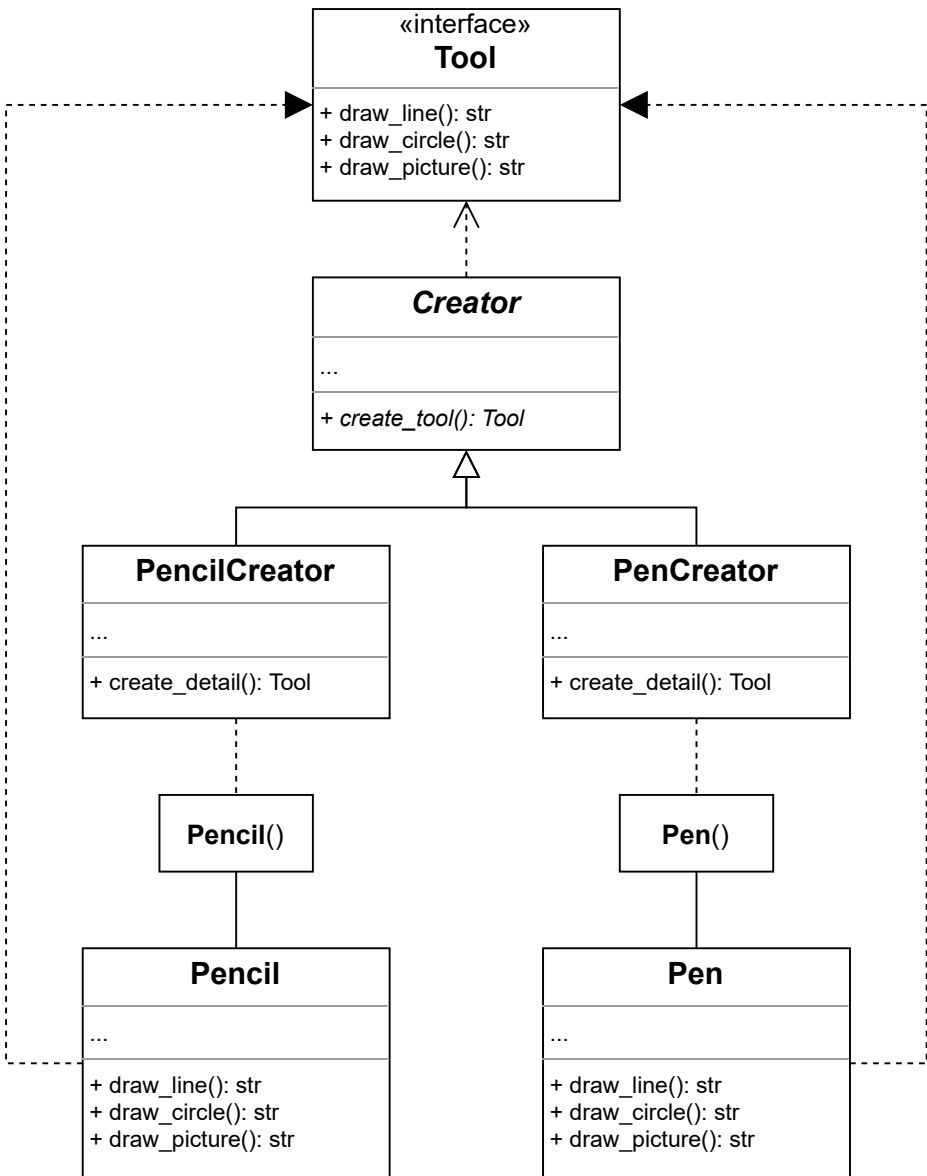 «interface»
Tool
+ draw_line(): str
+ draw_circle(): str
+ draw_picture(): str
Creator
...
+ create_tool(): Tool
PencilCreator
...
+ create_detail(): Tool
PenCreator
...
+ create_detail(): Tool
Pencil()
Pen()
Pencil
...
+ draw_line(): str
+ draw_circle(): str
+ draw_picture(): str
Pen
...
+ draw_line(): str
+ draw_circle(): str
+ draw_picture(): str